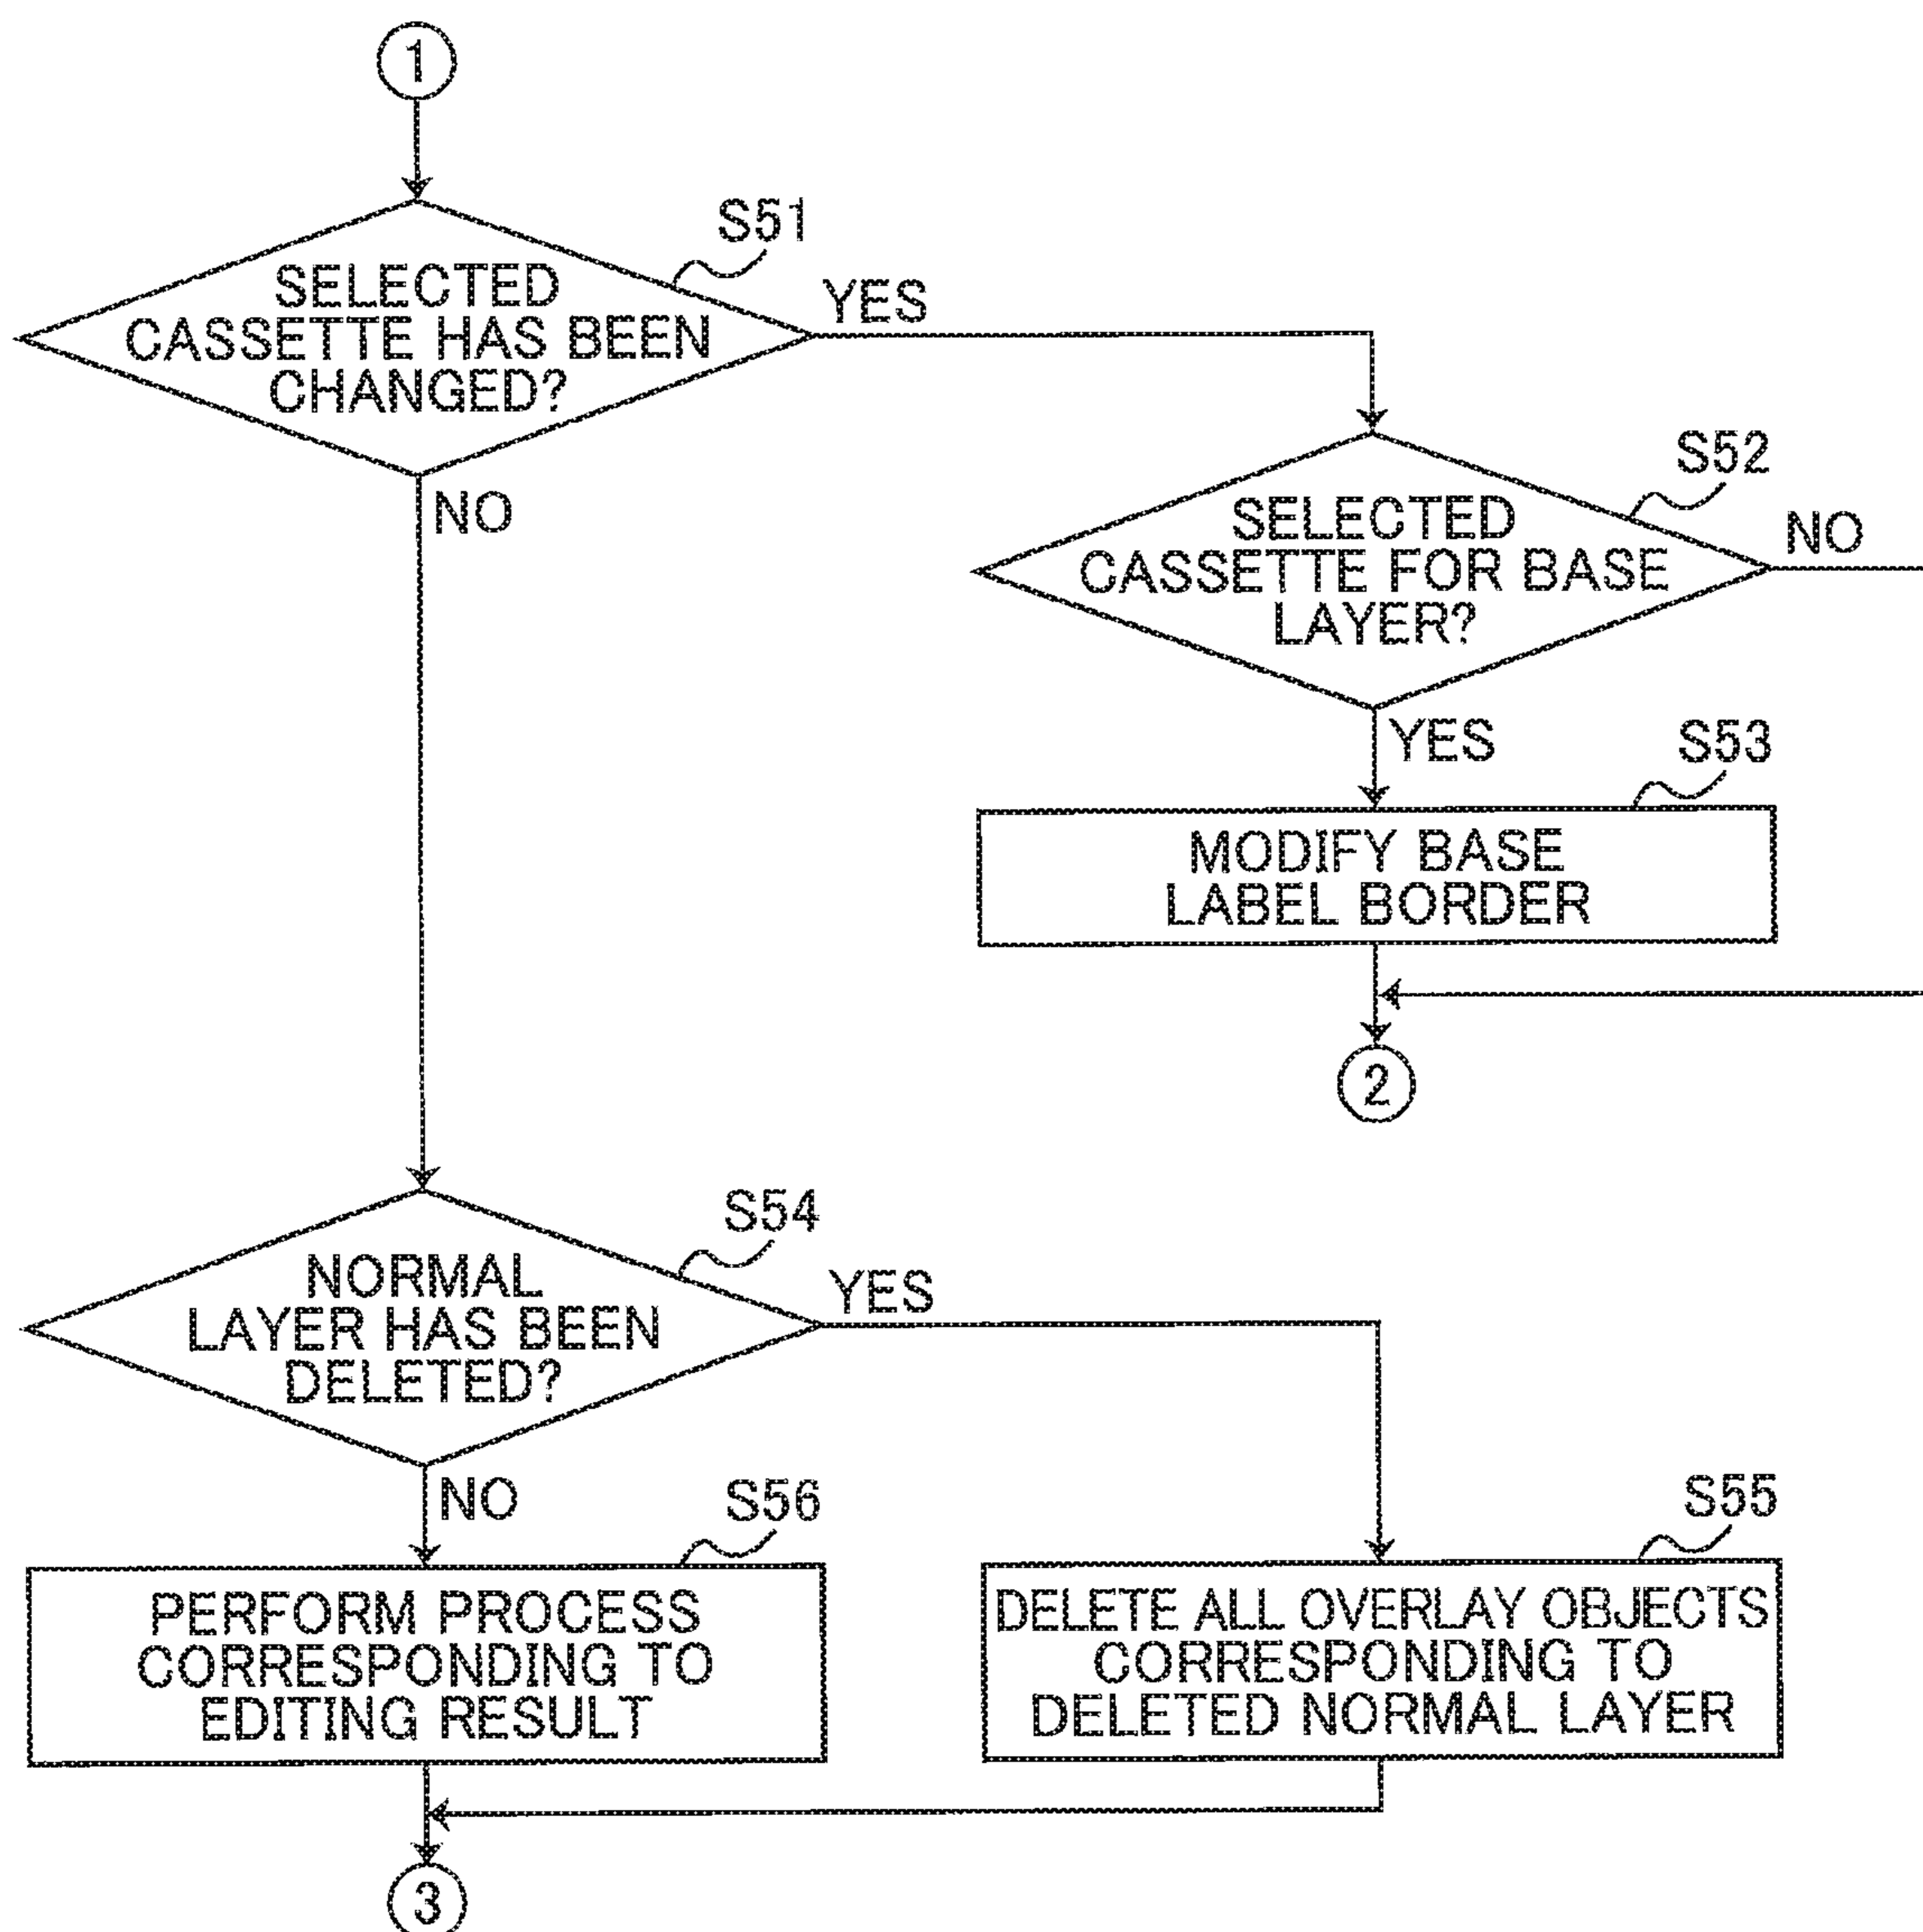 1
S51
SELECTED
CASSETTE HAS BEEN
CHANGED?
YES
NO
S52
SELECTED
CASSETTE FOR BASE
LAYER?
NO
YES
S53
MODIFY BASE
LABEL BORDER
2
S54
NORMAL
LAYER HAS BEEN
DELETED?
YES
NO
S56
PERFORM PROCESS
CORRESPONDING TO
EDITING RESULT
S55
DELETE ALL OVERLAY OBJECTS
CORRESPONDING TO
DELETED NORMAL LAYER
3